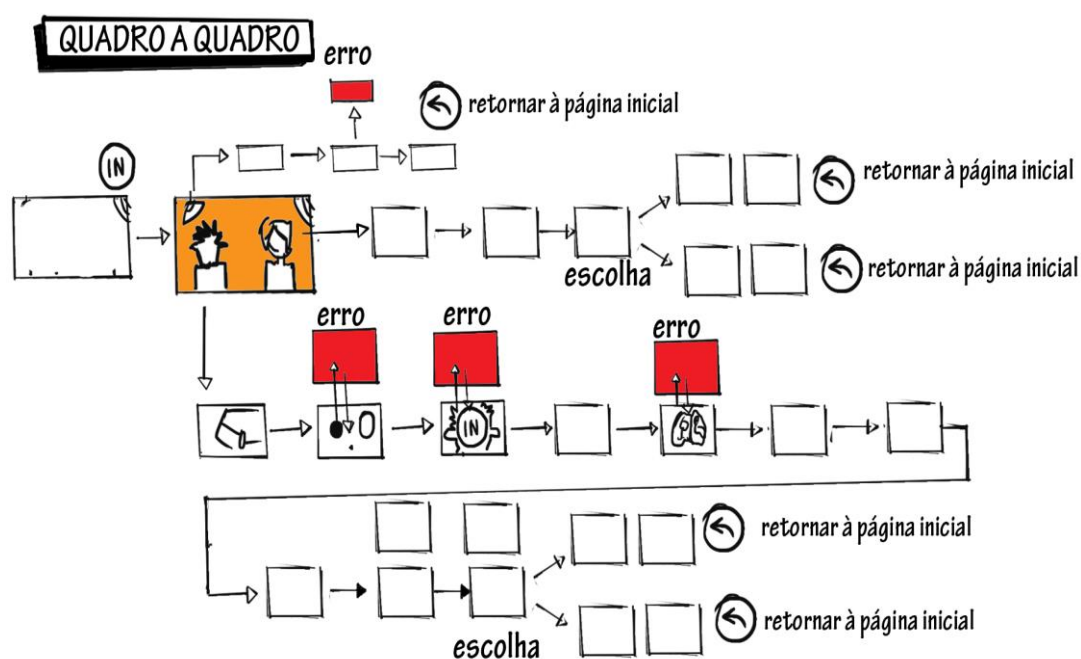 QUADRO A QUADRO
erro
retornar à página inicial
IN
retornar à página inicial
retornar à página inicial
escolha
erro
erro
erro
IN
retornar à página inicial
retornar à página inicial
escolha